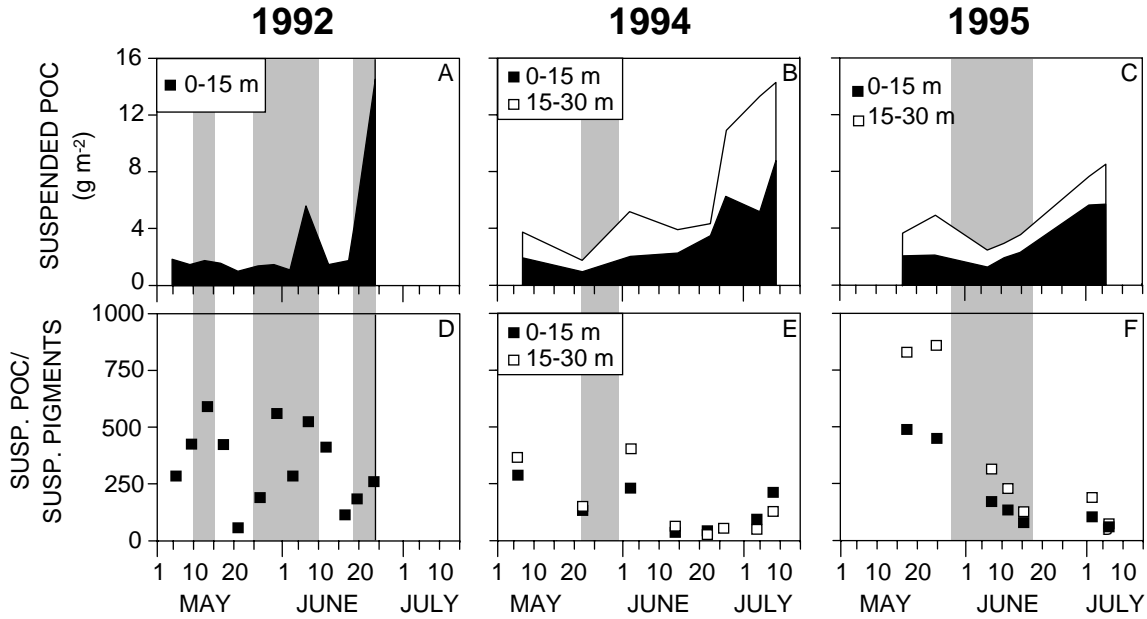 1992 1994 1995
SUSPENDED POC
(g m-2)
16
12
8
4
0
■ 0-15 m
A
■ 0-15 m
□ 15-30 m
B
■ 0-15 m
□ 15-30 m
C
SUSP. POC/
SUSP. PIGMENTS
1000
750
500
250
0
D
■ 0-15 m
□ 15-30 m
E
F
1 10 20 1 10 20 1 10
MAY JUNE JULY
1 10 20 1 10 20 1 10
MAY JUNE JULY
1 10 20 1 10 20 1 10
MAY JUNE JULY